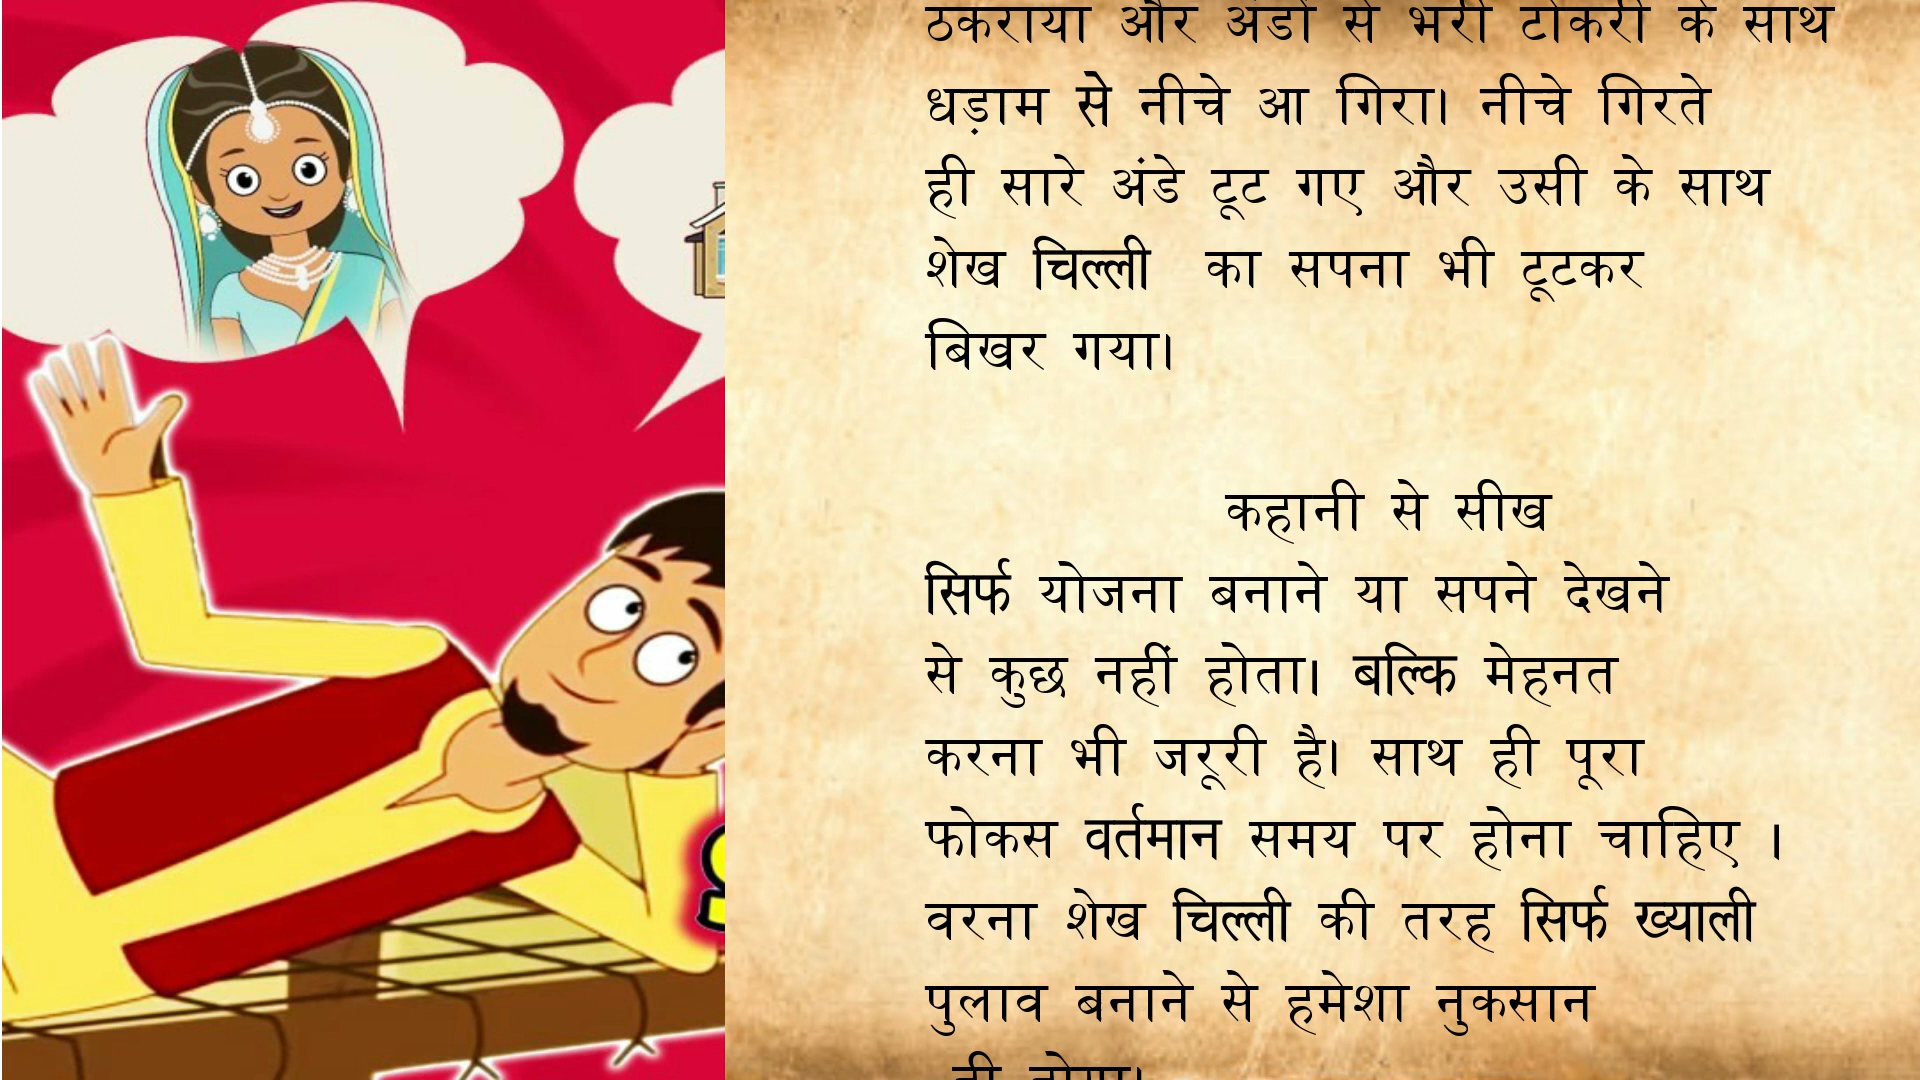 ठकराया और अंडों से भरी टोकरी के साथ
धड़ाम से नीचे आ गिरा। नीचे गिरते
ही सारे अंडे टूट गए और उसी के साथ
शेख चिल्ली का सपना भी टूटकर
बिखर गया।
कहानी से सीख
सिर्फ योजना बनाने या सपने देखने
से कुछ नहीं होता। बल्कि मेहनत
करना भी जरूरी है। साथ ही पूरा
फोकस वर्तमान समय पर होना चाहिए ।
वरना शेख चिल्ली की तरह सिर्फ ख्याली
पुलाव बनाने से हमेशा नुकसान
ही होगा।